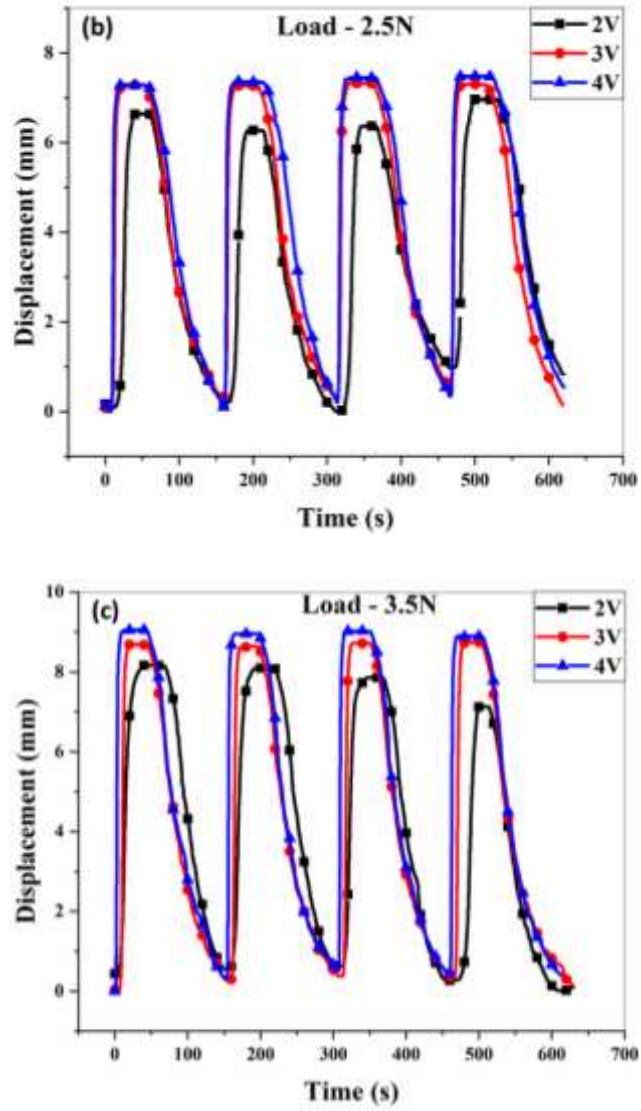 (b)
Load - 2.5N
2V
3V
4V
8
6
4
2
0
Displacement (mm)
0 100 200 300 400 500 600 700
Time (s)
(c)
Load - 3.5N
2V
3V
4V
10
8
6
4
2
0
Displacement (mm)
0 100 200 300 400 500 600 700
Time (s)